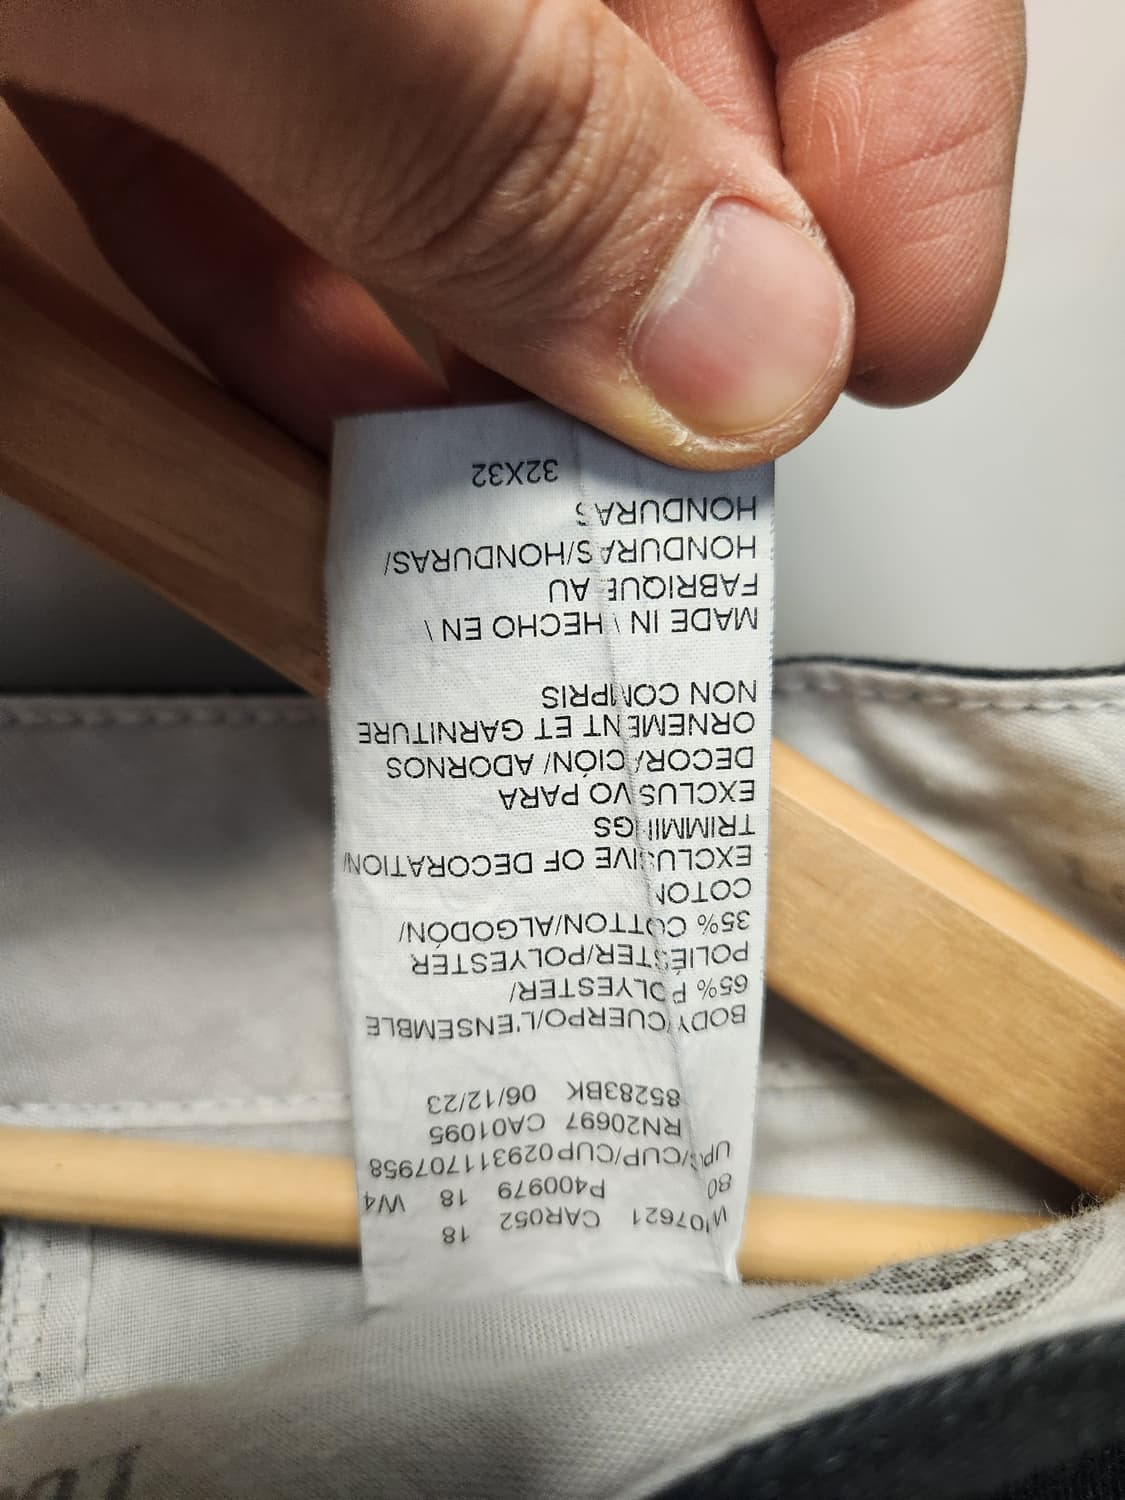 W'07621 CAR052 18
80 P400979 18 W4
UPC/CUP/CUP029311707958
RN20697 CA01095
85283BK 06/12/23
BODY/CUERPO/L'ENSEMBLE
65% POLYESTER/
POLIÉSTER/POLYESTER
35% COTTON/ALGODÓN/
COTON
EXCLUSIVE OF DECORATION/
TRIMMINGS
EXCLUSIVO PARA
DECORACIÓN/ ADORNOS
ORNEMENT ET GARNITURE
NON COMPRIS
MADE IN \ HECHO EN \
FABRIQUE AU
HONDURAS/HONDURAS/
HONDURAS
32X32